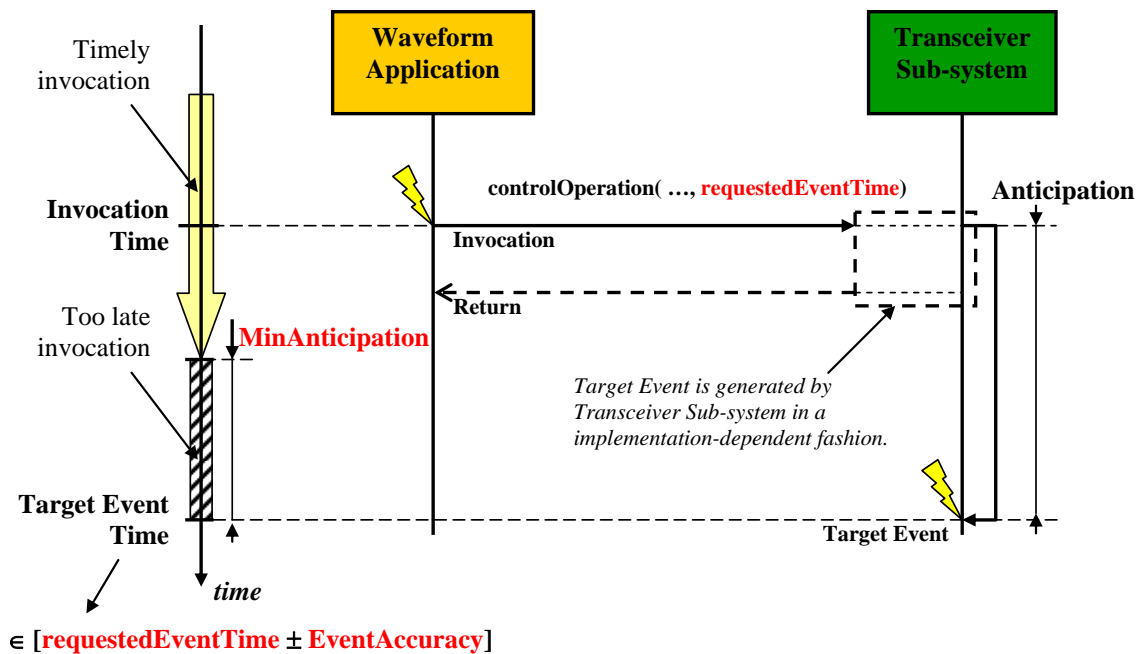 Waveform
Application
Transceiver
Sub-system
Timely
invocation
controlOperation( …, requestedEventTime)
Anticipation
Invocation
Time
Invocation
Return
Too late
invocation
MinAnticipation
Target Event is generated by
Transceiver Sub-system in a
implementation-dependent fashion.
Target Event
Time
Target Event
time
∈ [requestedEventTime ± EventAccuracy]